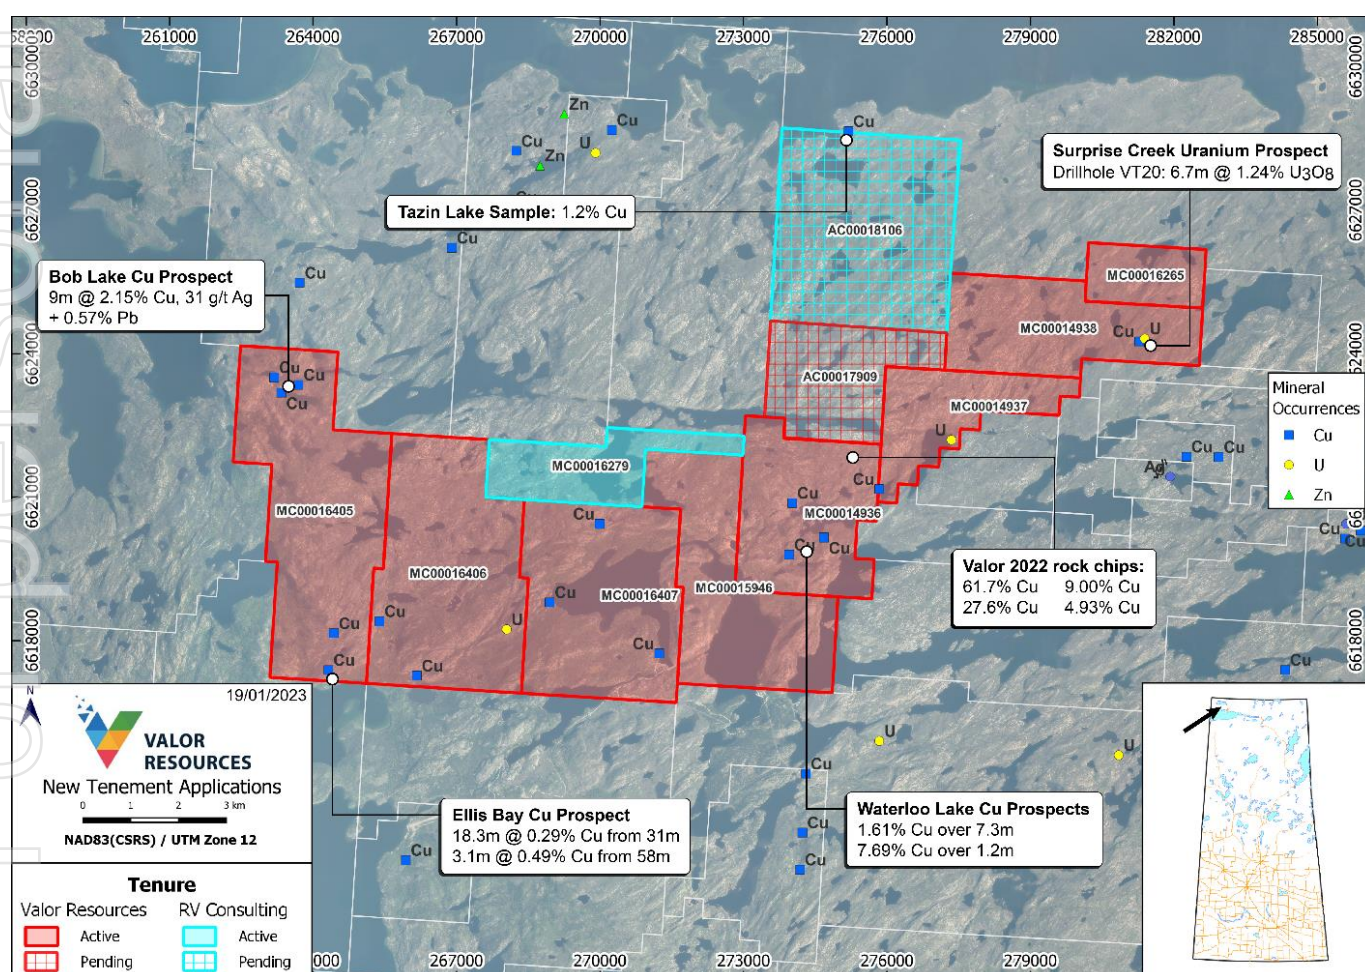 261000
264000
267000
270000
273000
276000
279000
282000
285000
6630000
6630000
Zn
Cu
Cu
U
Zn
Cu
Surprise Creek Uranium Prospect
Drillhole VT20: 6.7m @ 1.24% U3O8
6627000
6627000
Tazin Lake Sample: 1.2% Cu
AC00018106
Cu
Bob Lake Cu Prospect
9m @ 2.15% Cu, 31 g/t Ag
+ 0.57% Pb
Cu
MC00016265
MC00014938
Cu
U
6624000
6624000
Cu
Cu
Cu
AC00017909
MC00014937
Mineral
Occurrences
Cu
U
Zn
U
MC00016279
Cu
Cu
Cu
Ag
6621000
MC00016405
Cu
Cu
MC00014936
Cu
Cu
Cu
Cu
MC00016406
MC00016407
MC00015946
Valor 2022 rock chips:
61.7% Cu 9.00% Cu
27.6% Cu 4.93% Cu
Cu
U
6618000
6618000
Cu
Cu
Cu
Cu
Cu
N
19/01/2023
VALOR
RESOURCES
New Tenement Applications
0 1 2 3 km
NAD83(CSRS) / UTM Zone 12
U
U
Cu
Ellis Bay Cu Prospect
18.3m @ 0.29% Cu from 31m
3.1m @ 0.49% Cu from 58m
Waterloo Lake Cu Prospects
1.61% Cu over 7.3m
7.69% Cu over 1.2m
Cu
Cu
Cu
Tenure
Valor Resources RV Consulting
Active Active
Pending Pending
267000
270000
273000
276000
279000